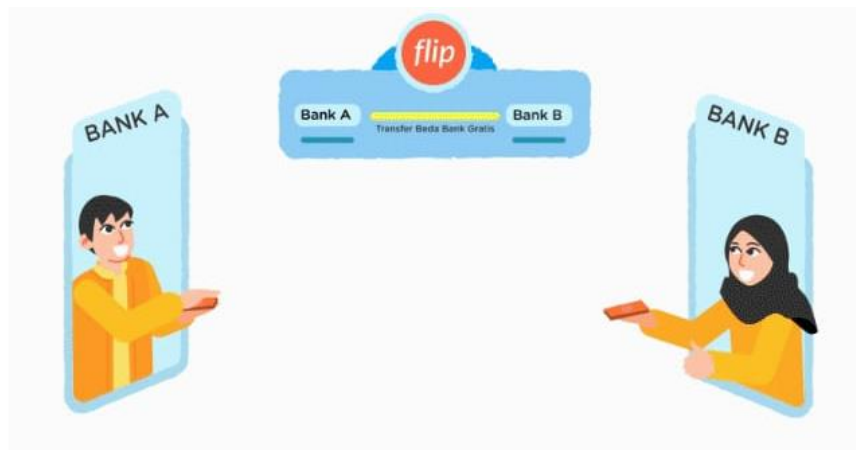 flip
Bank A
Bank B
Transfer Beda Bank Gratis
BANK A
BANK B